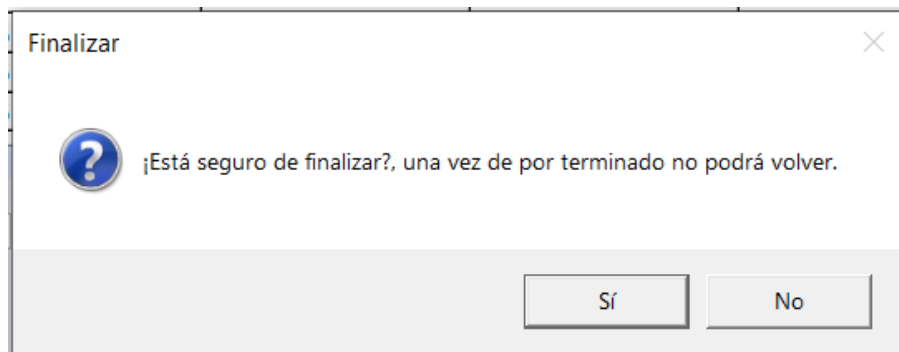 Finalizar
¡Está seguro de finalizar?, una vez de por terminado no podrá volver.
Sí
No